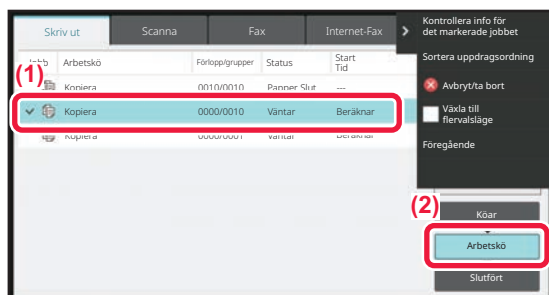 Skriv ut
Scanna
Fax
Internet-Fax
Kontrollera info för
det markerade jobbet
Sortera uppdragsordning
Avbryt/ta bort
Växla till
flervalsläge
Föregående
Jobb
Arbetskö
Förlopp/grupper
Status
Start
Tid
(1)
Kopiera
0010/0010
Papper Slut
---
Kopiera
0000/0010
Väntar
Beräknar
Kopiera
0000/0001
Väntar
Beräknar
(2)
Köar
Arbetskö
Slutfört